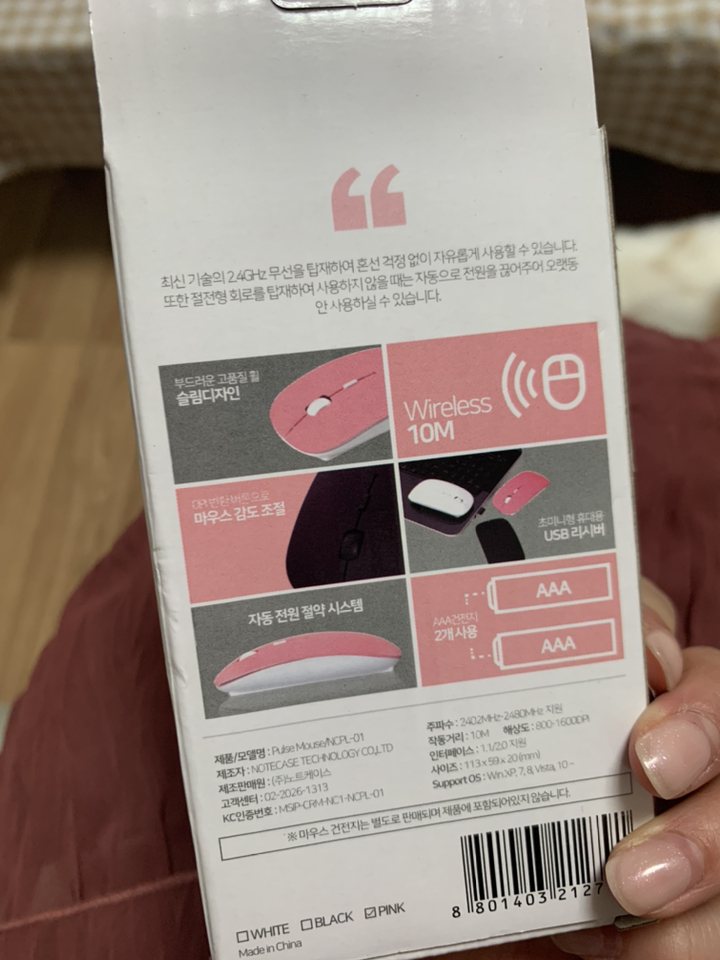 최신 기술의 2.4GHz 무선을 탑재하여 혼선 걱정 없이 자유롭게 사용할 수 있습니다.
또한 절전형 회로를 탑재하여 사용하지 않을 때는 자동으로 전원을 끊어주어 오랫동
안 사용하실 수 있습니다.
부드러운 고품질 휠
슬림디자인
Wireless
10M
DPI 변환 버튼으로
마우스 감도 조절
초미니형 휴대용
USB 리시버
자동 전원 절약 시스템
AAA건전지
2개 사용
AAA
AAA
제품/모델명 : Pulse Mouse/NCPL-01
제조자 : NOTECASE TECHNOLOGY CO,LTD
제조판매원 : (주)노트케이스
고객센터 : 02-2026-1313
KC인증번호 : MSIP-CRM-NC1-NCPL-01
주파수 : 2402MHz~2480MHz 지원
작동거리 : 10M 해상도 : 800-1600DPI
인터페이스 : 1.1/2.0 지원
사이즈 : 113 x 59 x 20 (mm)
Support OS : Win XP, 7, 8, Vista, 10 ~
※ 마우스 건전지는 별도로 판매되며 제품에 포함되어있지 않습니다.
8 801403 2127
☐ WHITE ☐ BLACK ☑ PINK
Made in China